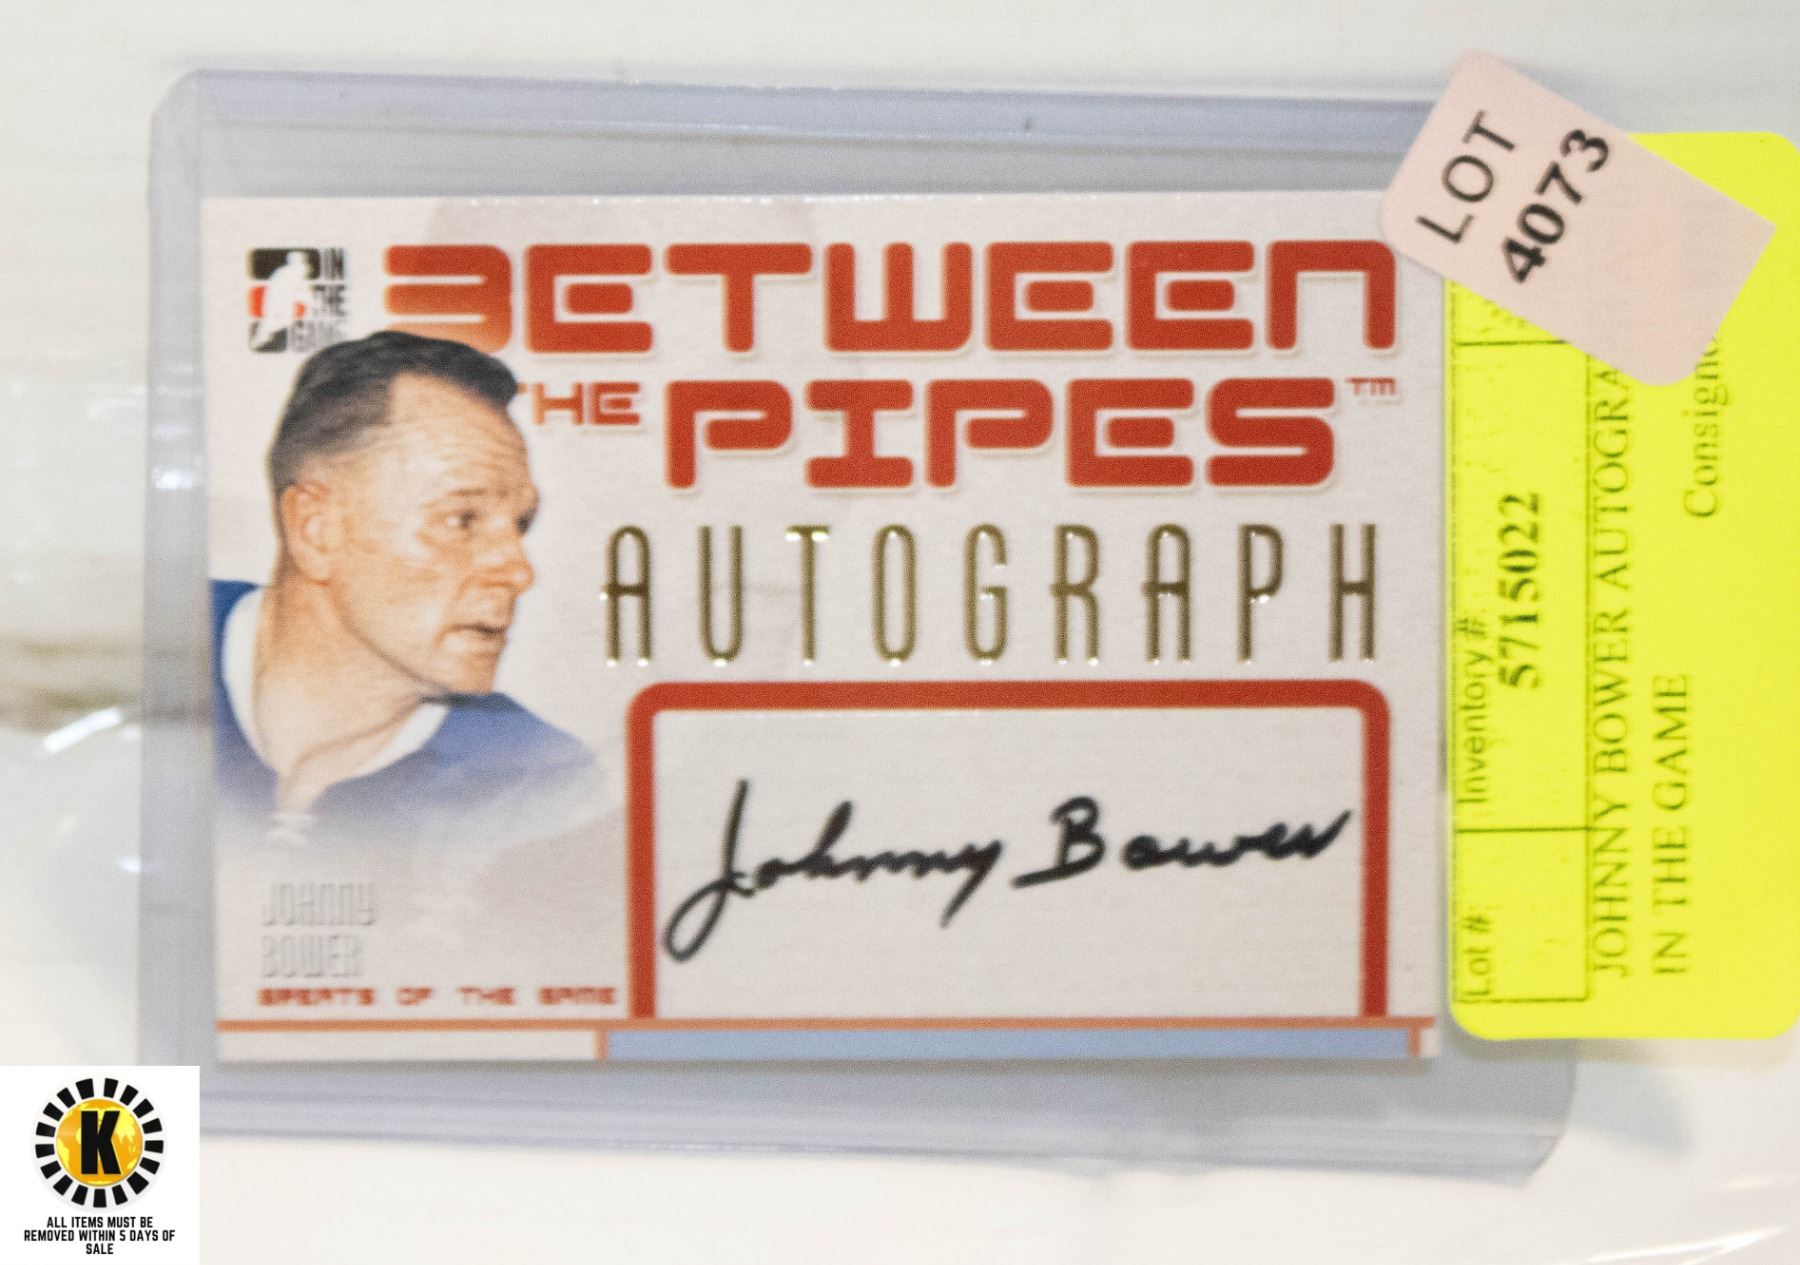 IN
THE
GAME
BETWEEN
THE PIPES™
AUTOGRAPH
Johnny Bower
JOHNNY
BOWER
GREATS OF THE GAME
LOT
4073
Lot #
Inventory #
5715022
JOHNNY BOWER AUTOGRA
IN THE GAME
Consign
K
ALL ITEMS MUST BE
REMOVED WITHIN 5 DAYS OF
SALE